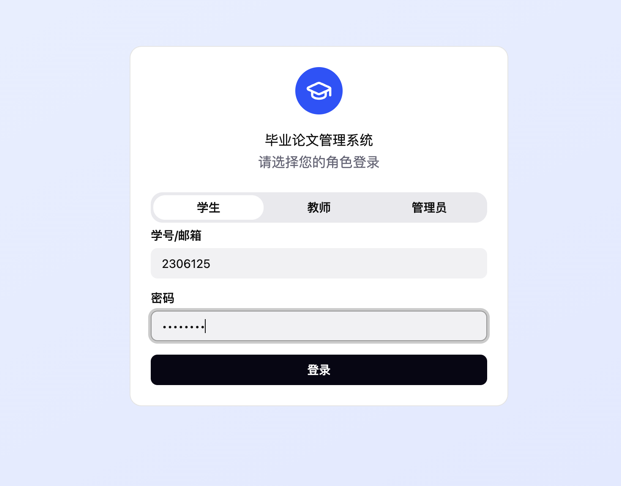 毕业论文管理系统
请选择您的角色登录
学生 教师 管理员
学号/邮箱
2306125
密码
••••••••
登录